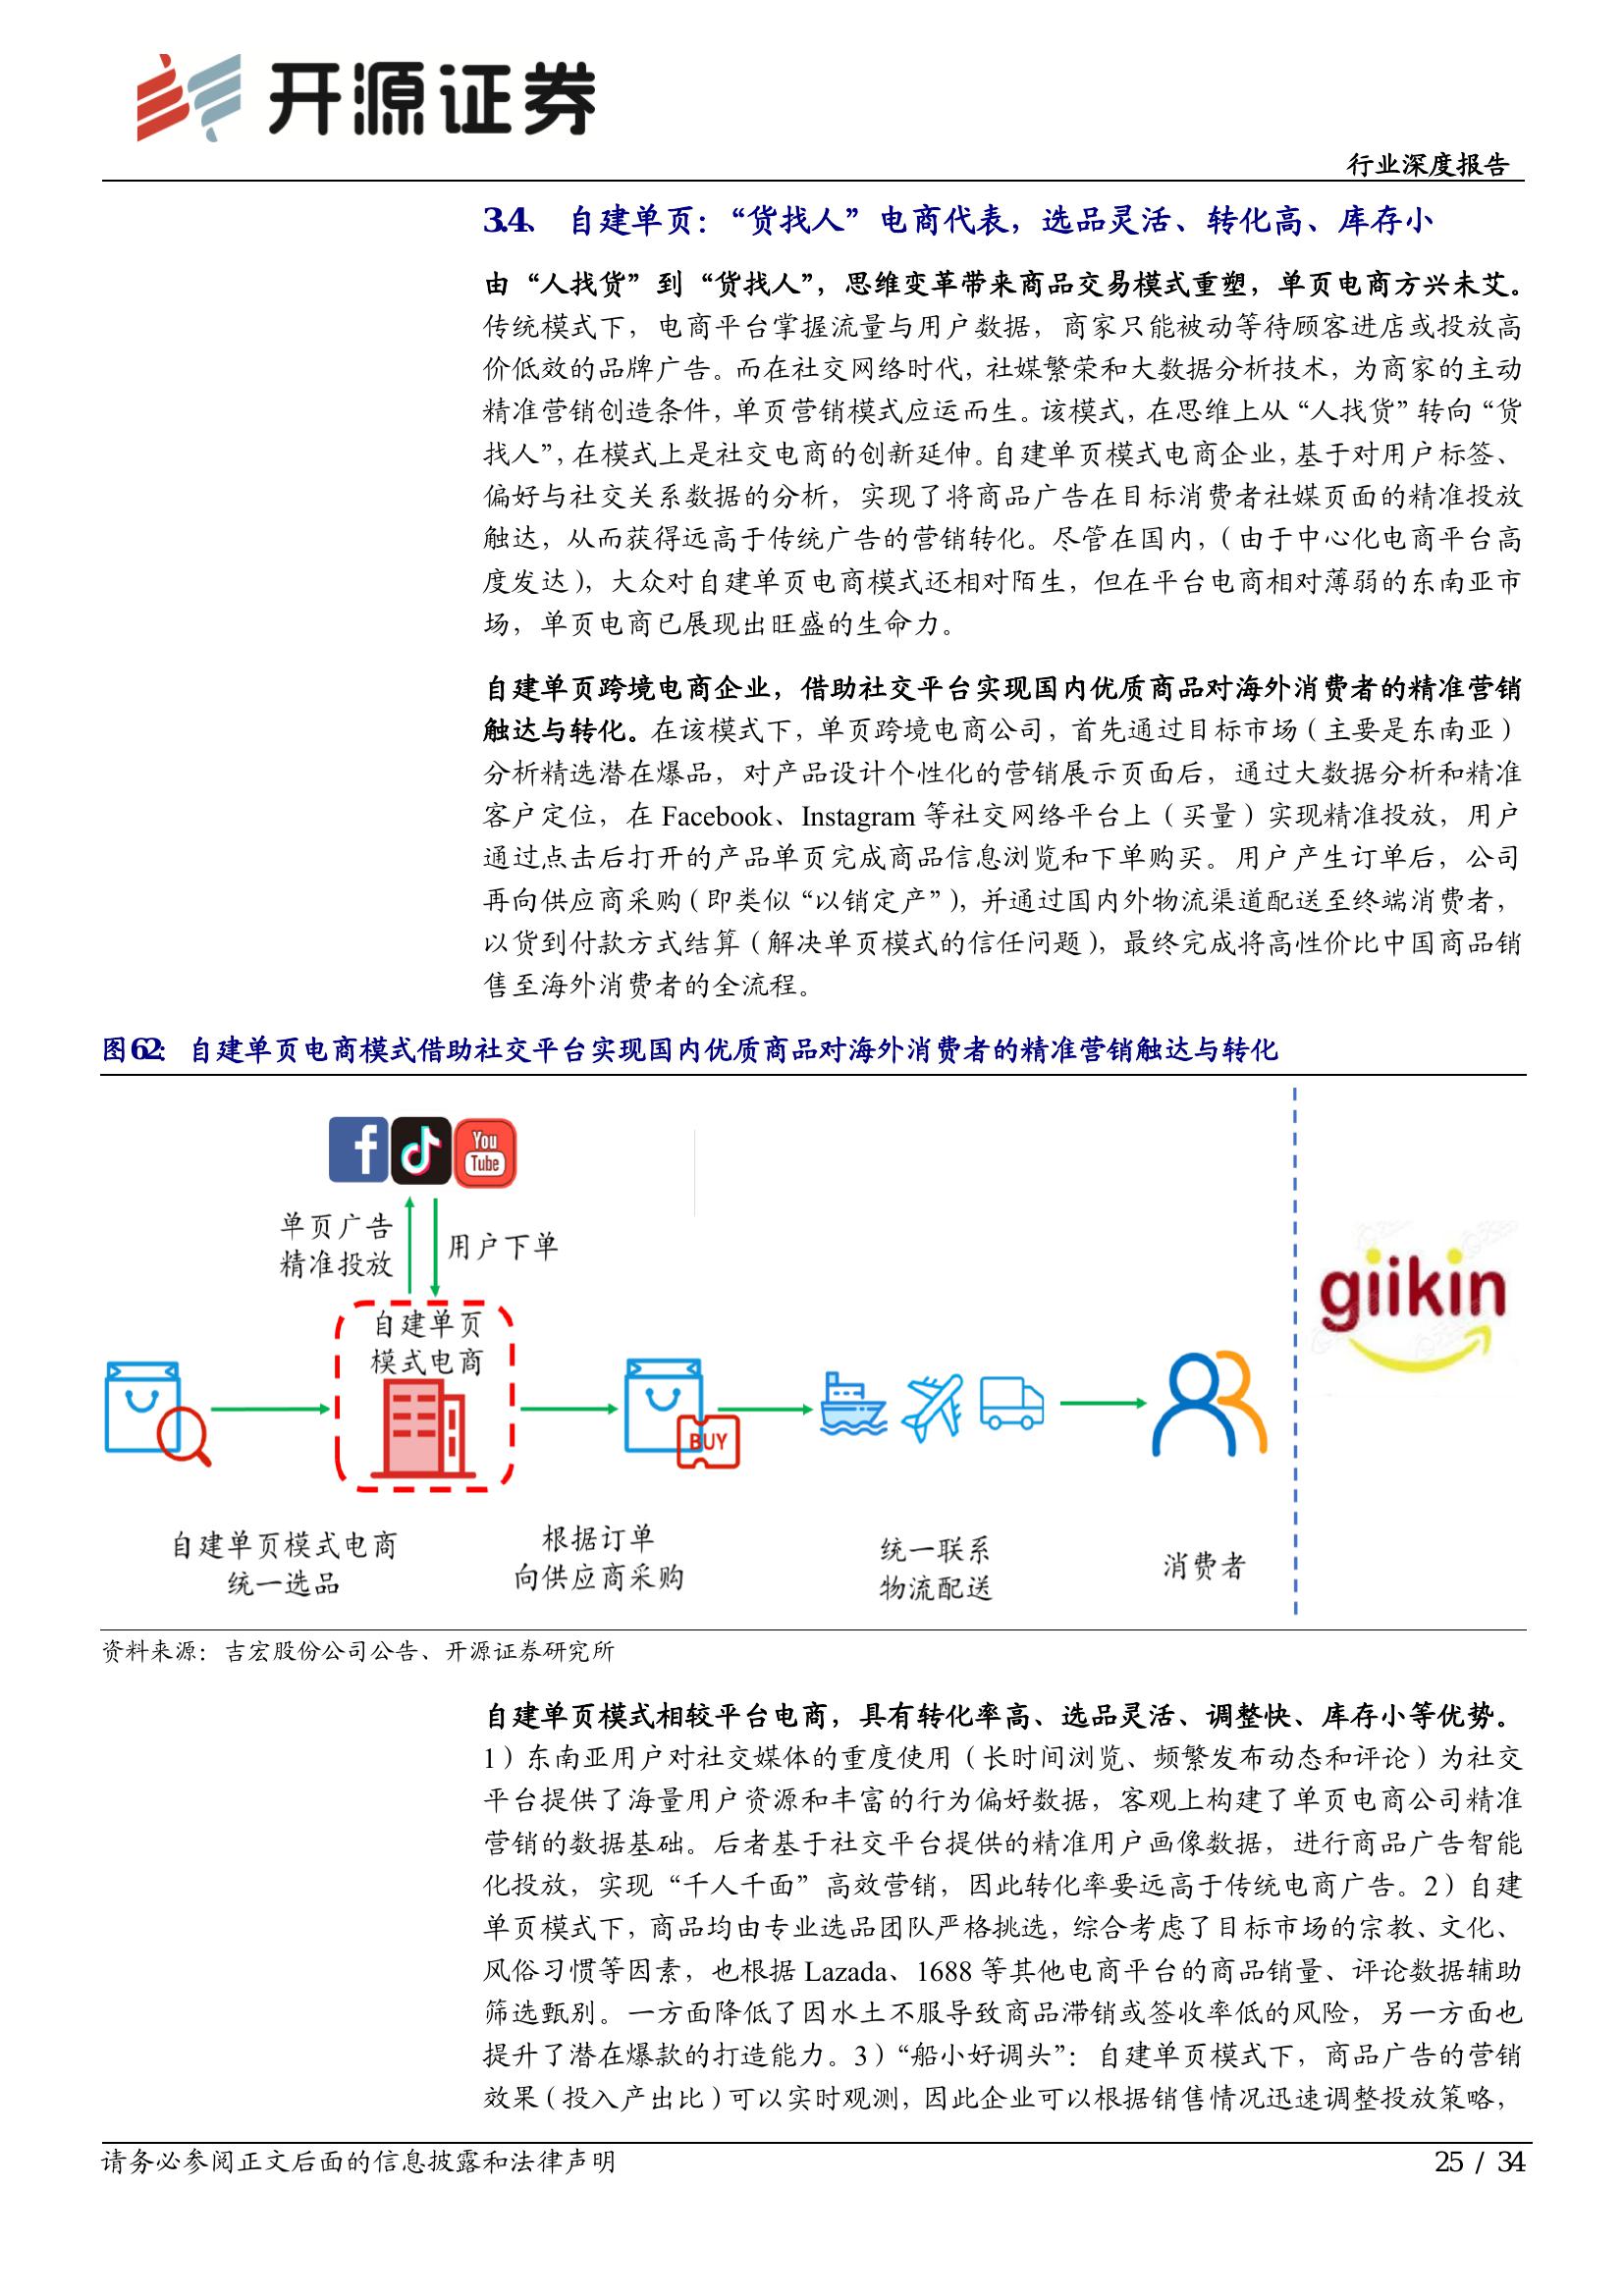 开源证券
行业深度报告
3.4、 自建单页：“货找人”电商代表，选品灵活、转化高、库存小
由“人找货”到“货找人”，思维变革带来商品交易模式重塑，单页电商方兴未艾。
传统模式下，电商平台掌握流量与用户数据，商家只能被动等待顾客进店或投放高
价低效的品牌广告。而在社交网络时代，社媒繁荣和大数据分析技术，为商家的主动
精准营销创造条件，单页营销模式应运而生。该模式，在思维上从“人找货”转向“货
找人”，在模式上是社交电商的创新延伸。自建单页模式电商企业，基于对用户标签、
偏好与社交关系数据的分析，实现了将商品广告在目标消费者社媒页面的精准投放
触达，从而获得远高于传统广告的营销转化。尽管在国内，（由于中心化电商平台高
度发达），大众对自建单页电商模式还相对陌生，但在平台电商相对薄弱的东南亚市
场，单页电商已展现出旺盛的生命力。
自建单页跨境电商企业，借助社交平台实现国内优质商品对海外消费者的精准营销
触达与转化。在该模式下，单页跨境电商公司，首先通过目标市场（主要是东南亚）
分析精选潜在爆品，对产品设计个性化的营销展示页面后，通过大数据分析和精准
客户定位，在 Facebook、Instagram 等社交网络平台上（买量）实现精准投放，用户
通过点击后打开的产品单页完成商品信息浏览和下单购买。用户产生订单后，公司
再向供应商采购（即类似“以销定产”），并通过国内外物流渠道配送至终端消费者，
以货到付款方式结算（解决单页模式的信任问题），最终完成将高性价比中国商品销
售至海外消费者的全流程。
图62： 自建单页电商模式借助社交平台实现国内优质商品对海外消费者的精准营销触达与转化
f
You
Tube
单页广告
精准投放
用户下单
自建单页
模式电商
BUY
giikin
自建单页模式电商
统一选品
根据订单
向供应商采购
统一联系
物流配送
消费者
资料来源：吉宏股份公司公告、开源证券研究所
自建单页模式相较平台电商，具有转化率高、选品灵活、调整快、库存小等优势。
1）东南亚用户对社交媒体的重度使用（长时间浏览、频繁发布动态和评论）为社交
平台提供了海量用户资源和丰富的行为偏好数据，客观上构建了单页电商公司精准
营销的数据基础。后者基于社交平台提供的精准用户画像数据，进行商品广告智能
化投放，实现“千人千面”高效营销，因此转化率要远高于传统电商广告。2）自建
单页模式下，商品均由专业选品团队严格挑选，综合考虑了目标市场的宗教、文化、
风俗习惯等因素，也根据 Lazada、1688 等其他电商平台的商品销量、评论数据辅助
筛选甄别。一方面降低了因水土不服导致商品滞销或签收率低的风险，另一方面也
提升了潜在爆款的打造能力。3）“船小好调头”：自建单页模式下，商品广告的营销
效果（投入产出比）可以实时观测，因此企业可以根据销售情况迅速调整投放策略，
请务必参阅正文后面的信息披露和法律声明
25 / 34